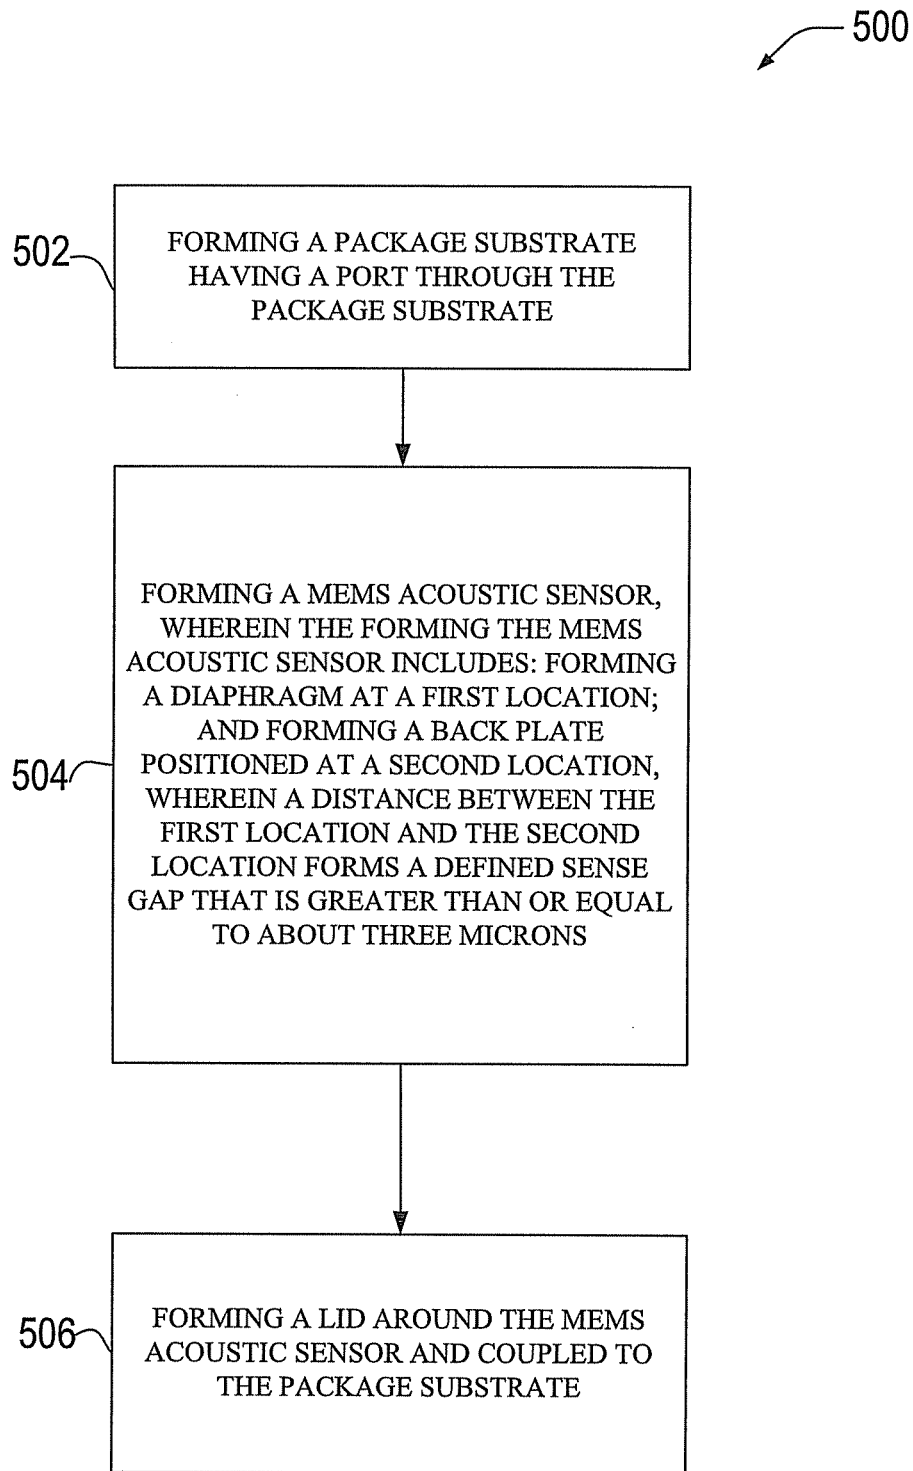 500
502
FORMING A PACKAGE SUBSTRATE
HAVING A PORT THROUGH THE
PACKAGE SUBSTRATE
504
FORMING A MEMS ACOUSTIC SENSOR,
WHEREIN THE FORMING THE MEMS
ACOUSTIC SENSOR INCLUDES: FORMING
A DIAPHRAGM AT A FIRST LOCATION;
AND FORMING A BACK PLATE
POSITIONED AT A SECOND LOCATION,
WHEREIN A DISTANCE BETWEEN THE
FIRST LOCATION AND THE SECOND
LOCATION FORMS A DEFINED SENSE
GAP THAT IS GREATER THAN OR EQUAL
TO ABOUT THREE MICRONS
506
FORMING A LID AROUND THE MEMS
ACOUSTIC SENSOR AND COUPLED TO
THE PACKAGE SUBSTRATE